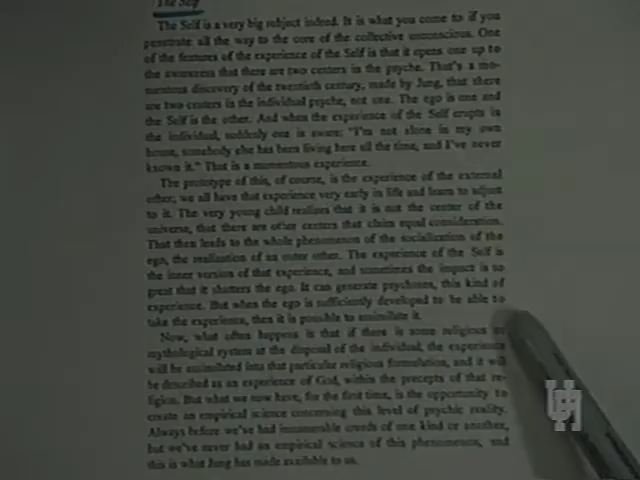 The Self
The Self is a very big subject indeed. It is what you come to if you
penetrate all the way to the core of the collective unconscious. One
of the features of the experience of the Self is that it opens one up to
the awareness that there are two centers in the psyche. That's a mo-
mentous discovery of the twentieth century, made by Jung, that there
are two centers in the individual psyche, not one. The ego is one and
the Self is the other. And when the experience of the Self erupts in
the individual, suddenly one is aware: "I'm not alone in my own
house, somebody else has been living here all the time, and I've never
known it." That is a momentous experience.
The prototype of this, of course, is the experience of the external
other; we all have that experience very early in life and learn to adjust
to it. The very young child realizes that it is not the center of the
universe, that there are other centers that claim equal consideration.
That then leads to the whole phenomenon of the socialization of the
ego, the realization of an outer other. The experience of the Self is
the inner version of that experience, and sometimes the impact is so
great that it shatters the ego. It can generate psychoses, this kind of
experience. But when the ego is sufficiently developed to be able to
take the experience, then it is possible to assimilate it.
Now, what often happens is that if there is some religious or
mythological system at the disposal of the individual, the experience
will be assimilated into that particular religious formulation, and it will
be described as an experience of God, within the precepts of that re-
ligion. But what we now have, for the first time, is the opportunity to
create an empirical science concerning this level of psychic reality.
Always before we've had innumerable creeds of one kind or another,
but we've never had an empirical science of this phenomenon, and
this is what Jung has made available to us.
UH